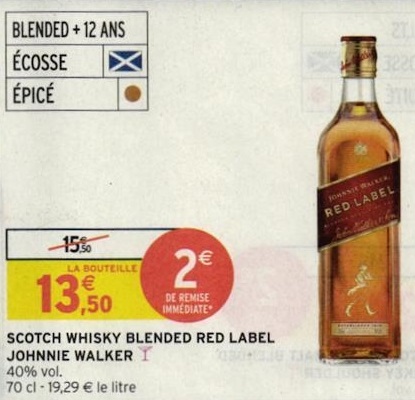 BLENDED + 12 ANS
ÉCOSSE
ÉPICÉ
JOHNNIE WALKER
RED LABEL
15€50
LA BOUTEILLE
13€,50
2€
DE REMISE
IMMÉDIATE*
SCOTCH WHISKY BLENDED RED LABEL
JOHNNIE WALKER
40% vol.
70 cl - 19,29 € le litre